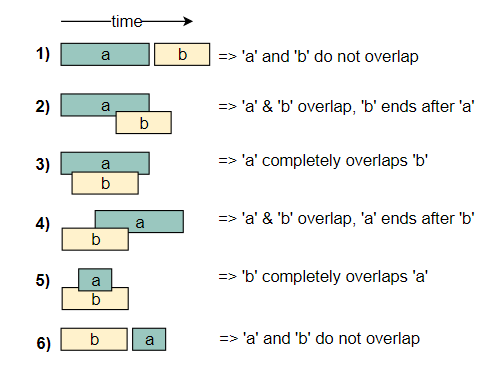 time
1) a b => 'a' and 'b' do not overlap
2) a b => 'a' & 'b' overlap, 'b' ends after 'a'
3) a b => 'a' completely overlaps 'b'
4) a b => 'a' & 'b' overlap, 'a' ends after 'b'
5) a b => 'b' completely overlaps 'a'
6) b a => 'a' and 'b' do not overlap